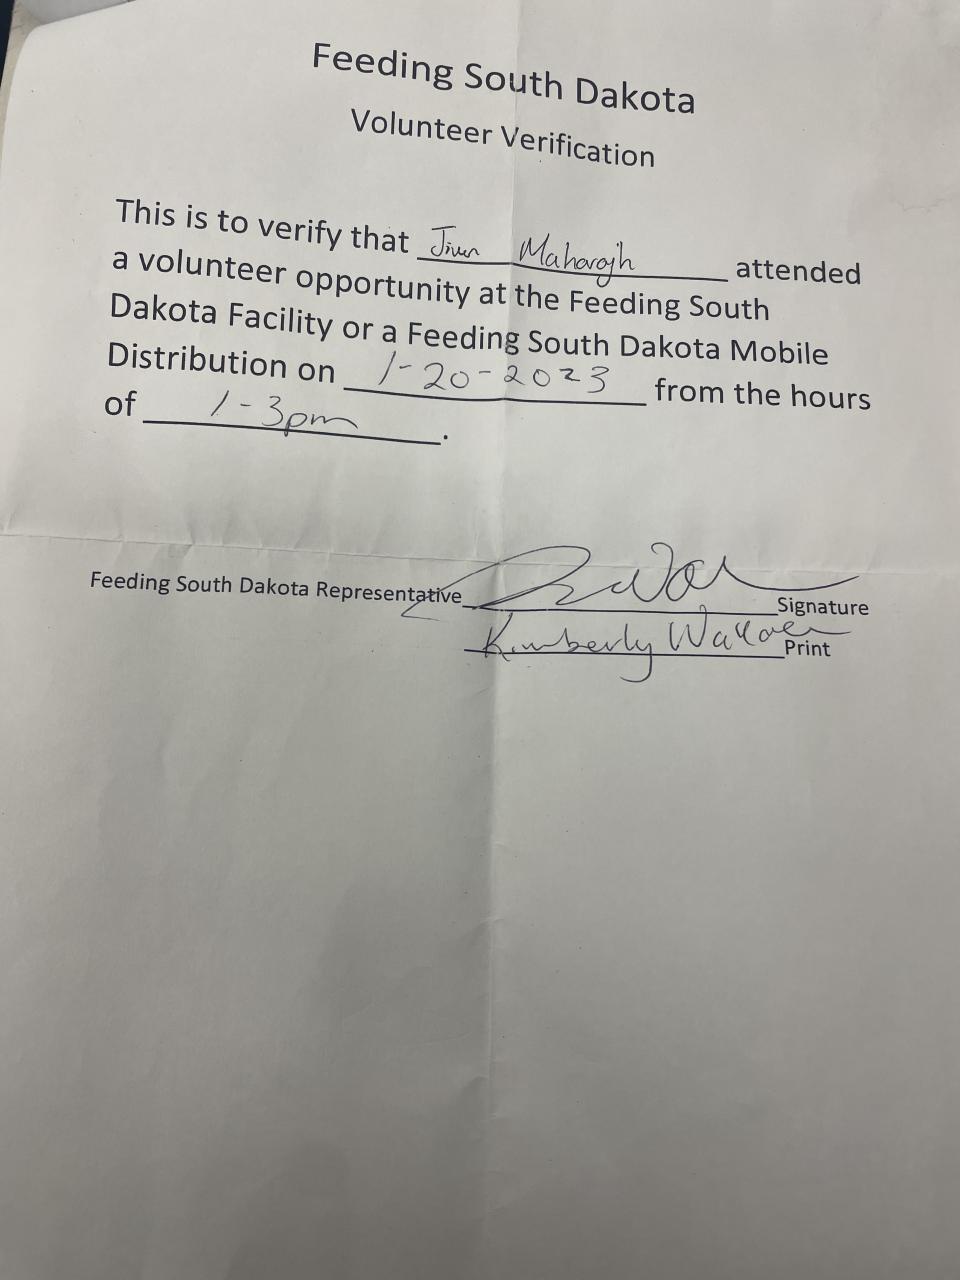 Feeding South Dakota
Volunteer Verification
This is to verify that Maharajh attended
a volunteer opportunity at the Feeding South
Dakota Facility or a Feeding South Dakota Mobile
Distribution on 1-20-2023 from the hours
of 1-3pm.
Feeding South Dakota Representative Signature
Kimberly Print